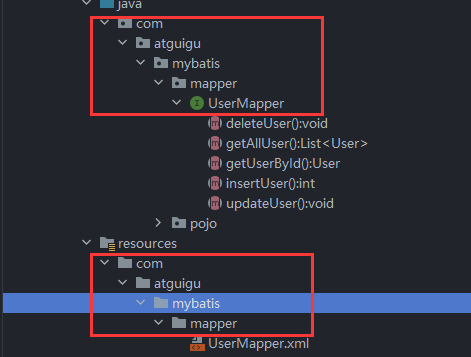 java
com
atguigu
mybatis
mapper
UserMapper
deleteUser():void
getAllUser():List<User>
getUserById():User
insertUser():int
updateUser():void
pojo
resources
com
atguigu
mybatis
mapper
UserMapper.xml